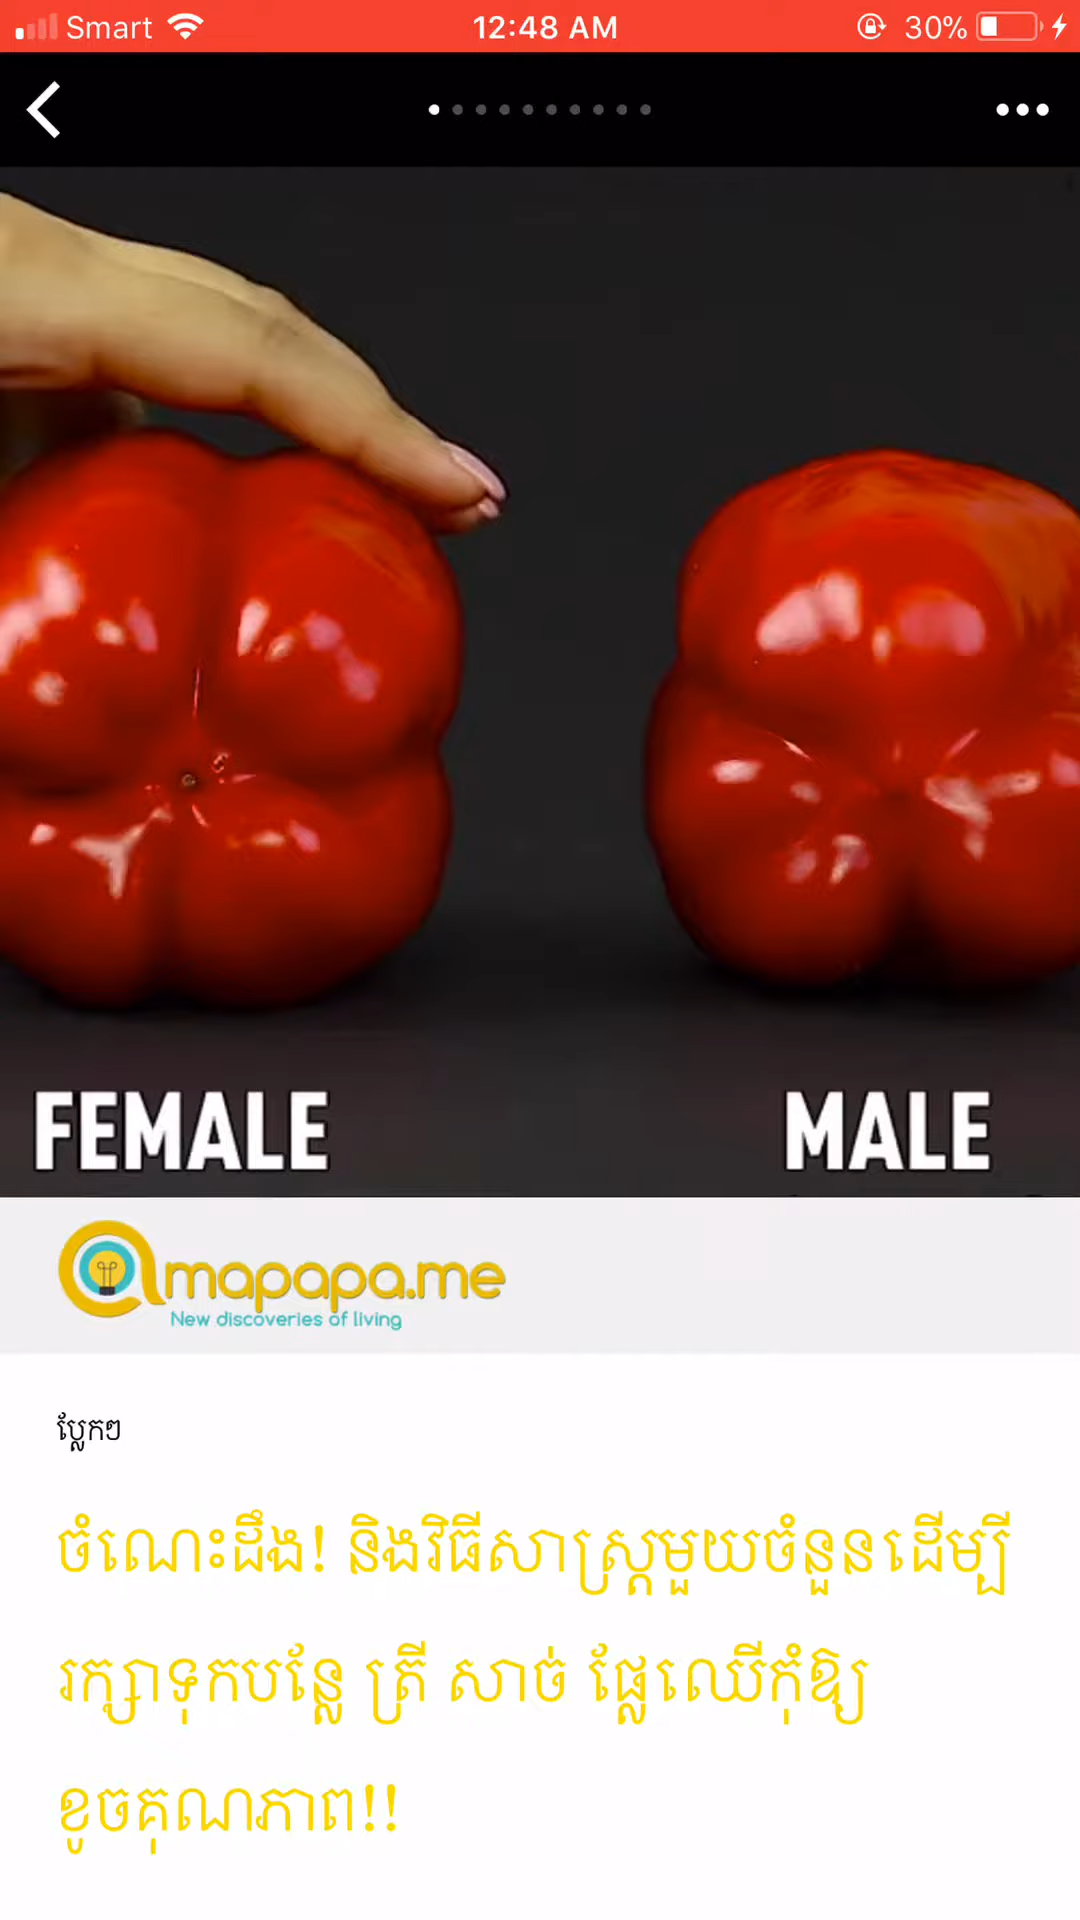 Smart 12:48 AM 30%
FEMALE MALE
mapapa.me
New discoveries of living
ប្លែកៗ
ចំណេះដឹង! និងវិធីសាស្ត្រមួយចំនួនដើម្បី
រក្សាទុកបន្លែ ត្រី សាច់ ផ្លែឈើកុំឱ្យ
ខូចគុណភាព!!